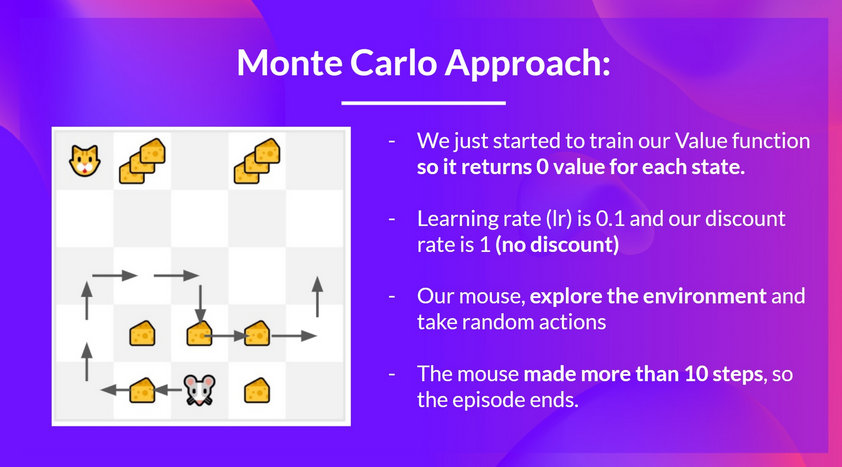 Monte Carlo Approach:
- We just started to train our Value function
so it returns 0 value for each state.
- Learning rate (lr) is 0.1 and our discount
rate is 1 (no discount)
- Our mouse, explore the environment and
take random actions
- The mouse made more than 10 steps, so
the episode ends.